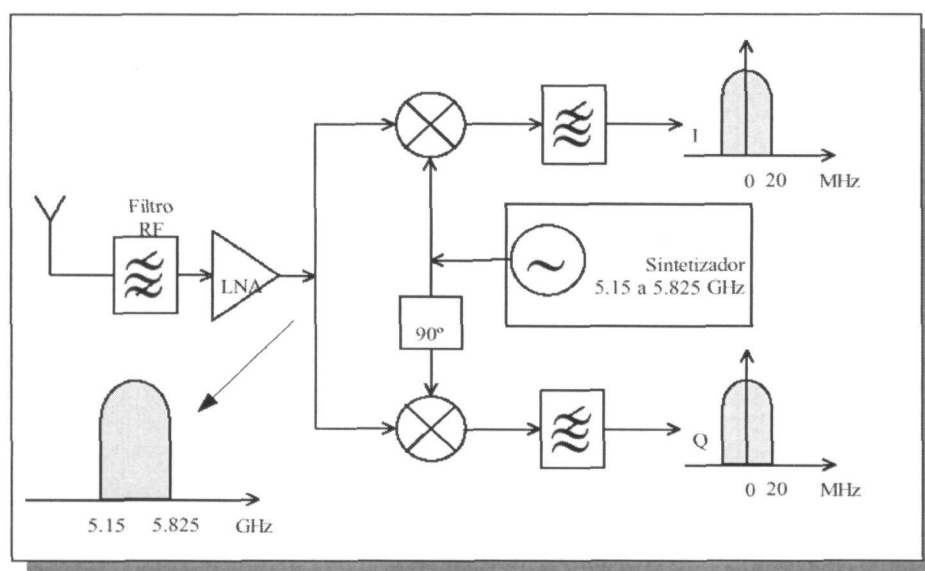 I
0 20 MHz
Filtro
RF
LNA
Sintetizador
5.15 a 5.825 GHz
90º
Q
0 20 MHz
5.15 5.825 GHz